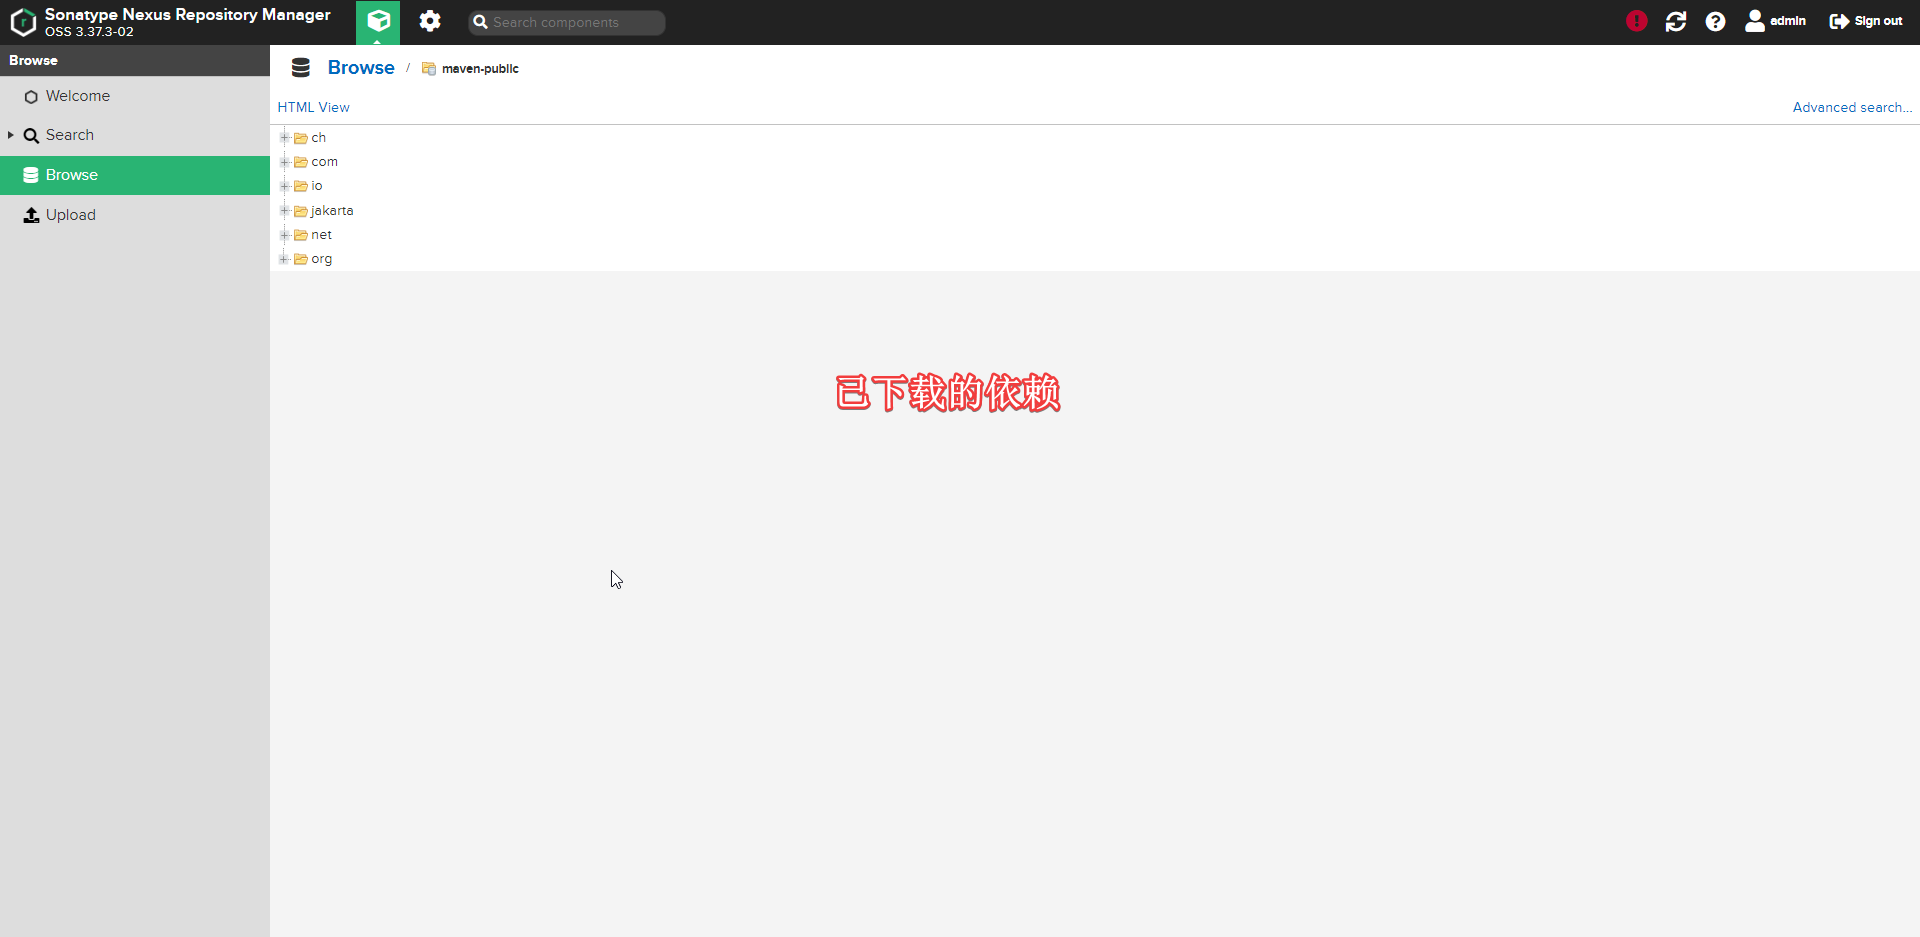 Sonatype Nexus Repository Manager
OSS 3.37.3-02
Search components
admin
Sign out
Browse
Welcome
Search
Browse
Upload
Browse / maven-public
HTML View
Advanced search...
ch
com
io
jakarta
net
org
已下载的依赖